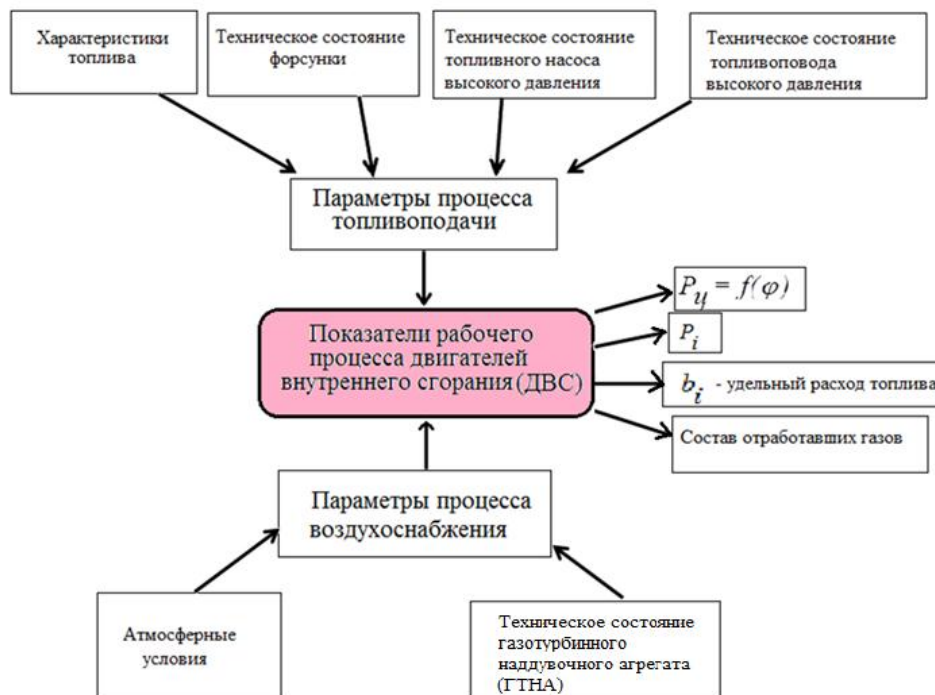 Характеристики
топлива
Техническое состояние
форсунки
Техническое состояние
топливного насоса
высокого давления
Техническое состояние
топливоповода
высокого давления
Параметры процесса
топливоподачи
Показатели рабочего
процесса двигателей
внутреннего сгорания (ДВС)
P_ц = f(φ)
P_i
b_i - удельный расход топлива
Состав отработавших газов
Параметры процесса
воздухоснабжения
Атмосферные
условия
Техническое состояние
газотурбинного
наддувочного агрегата
(ГТНА)